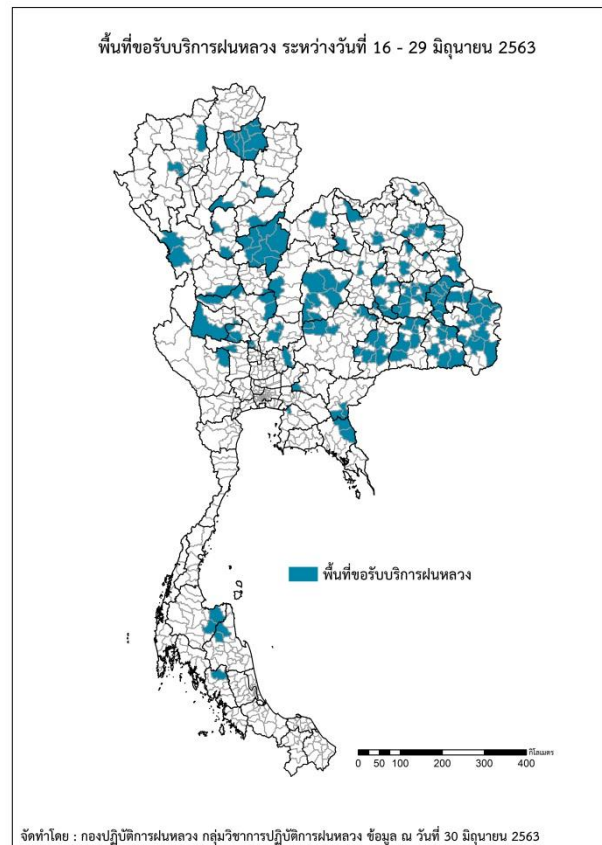 พื้นที่ขอรับบริการฝนหลวง ระหว่างวันที่ 16 - 29 มิถุนายน 2563
พื้นที่ขอรับบริการฝนหลวง
กิโลเมตร
0 50 100 200 300 400
จัดทำโดย : กองปฏิบัติการฝนหลวง กลุ่มวิชาการปฏิบัติการฝนหลวง ข้อมูล ณ วันที่ 30 มิถุนายน 2563